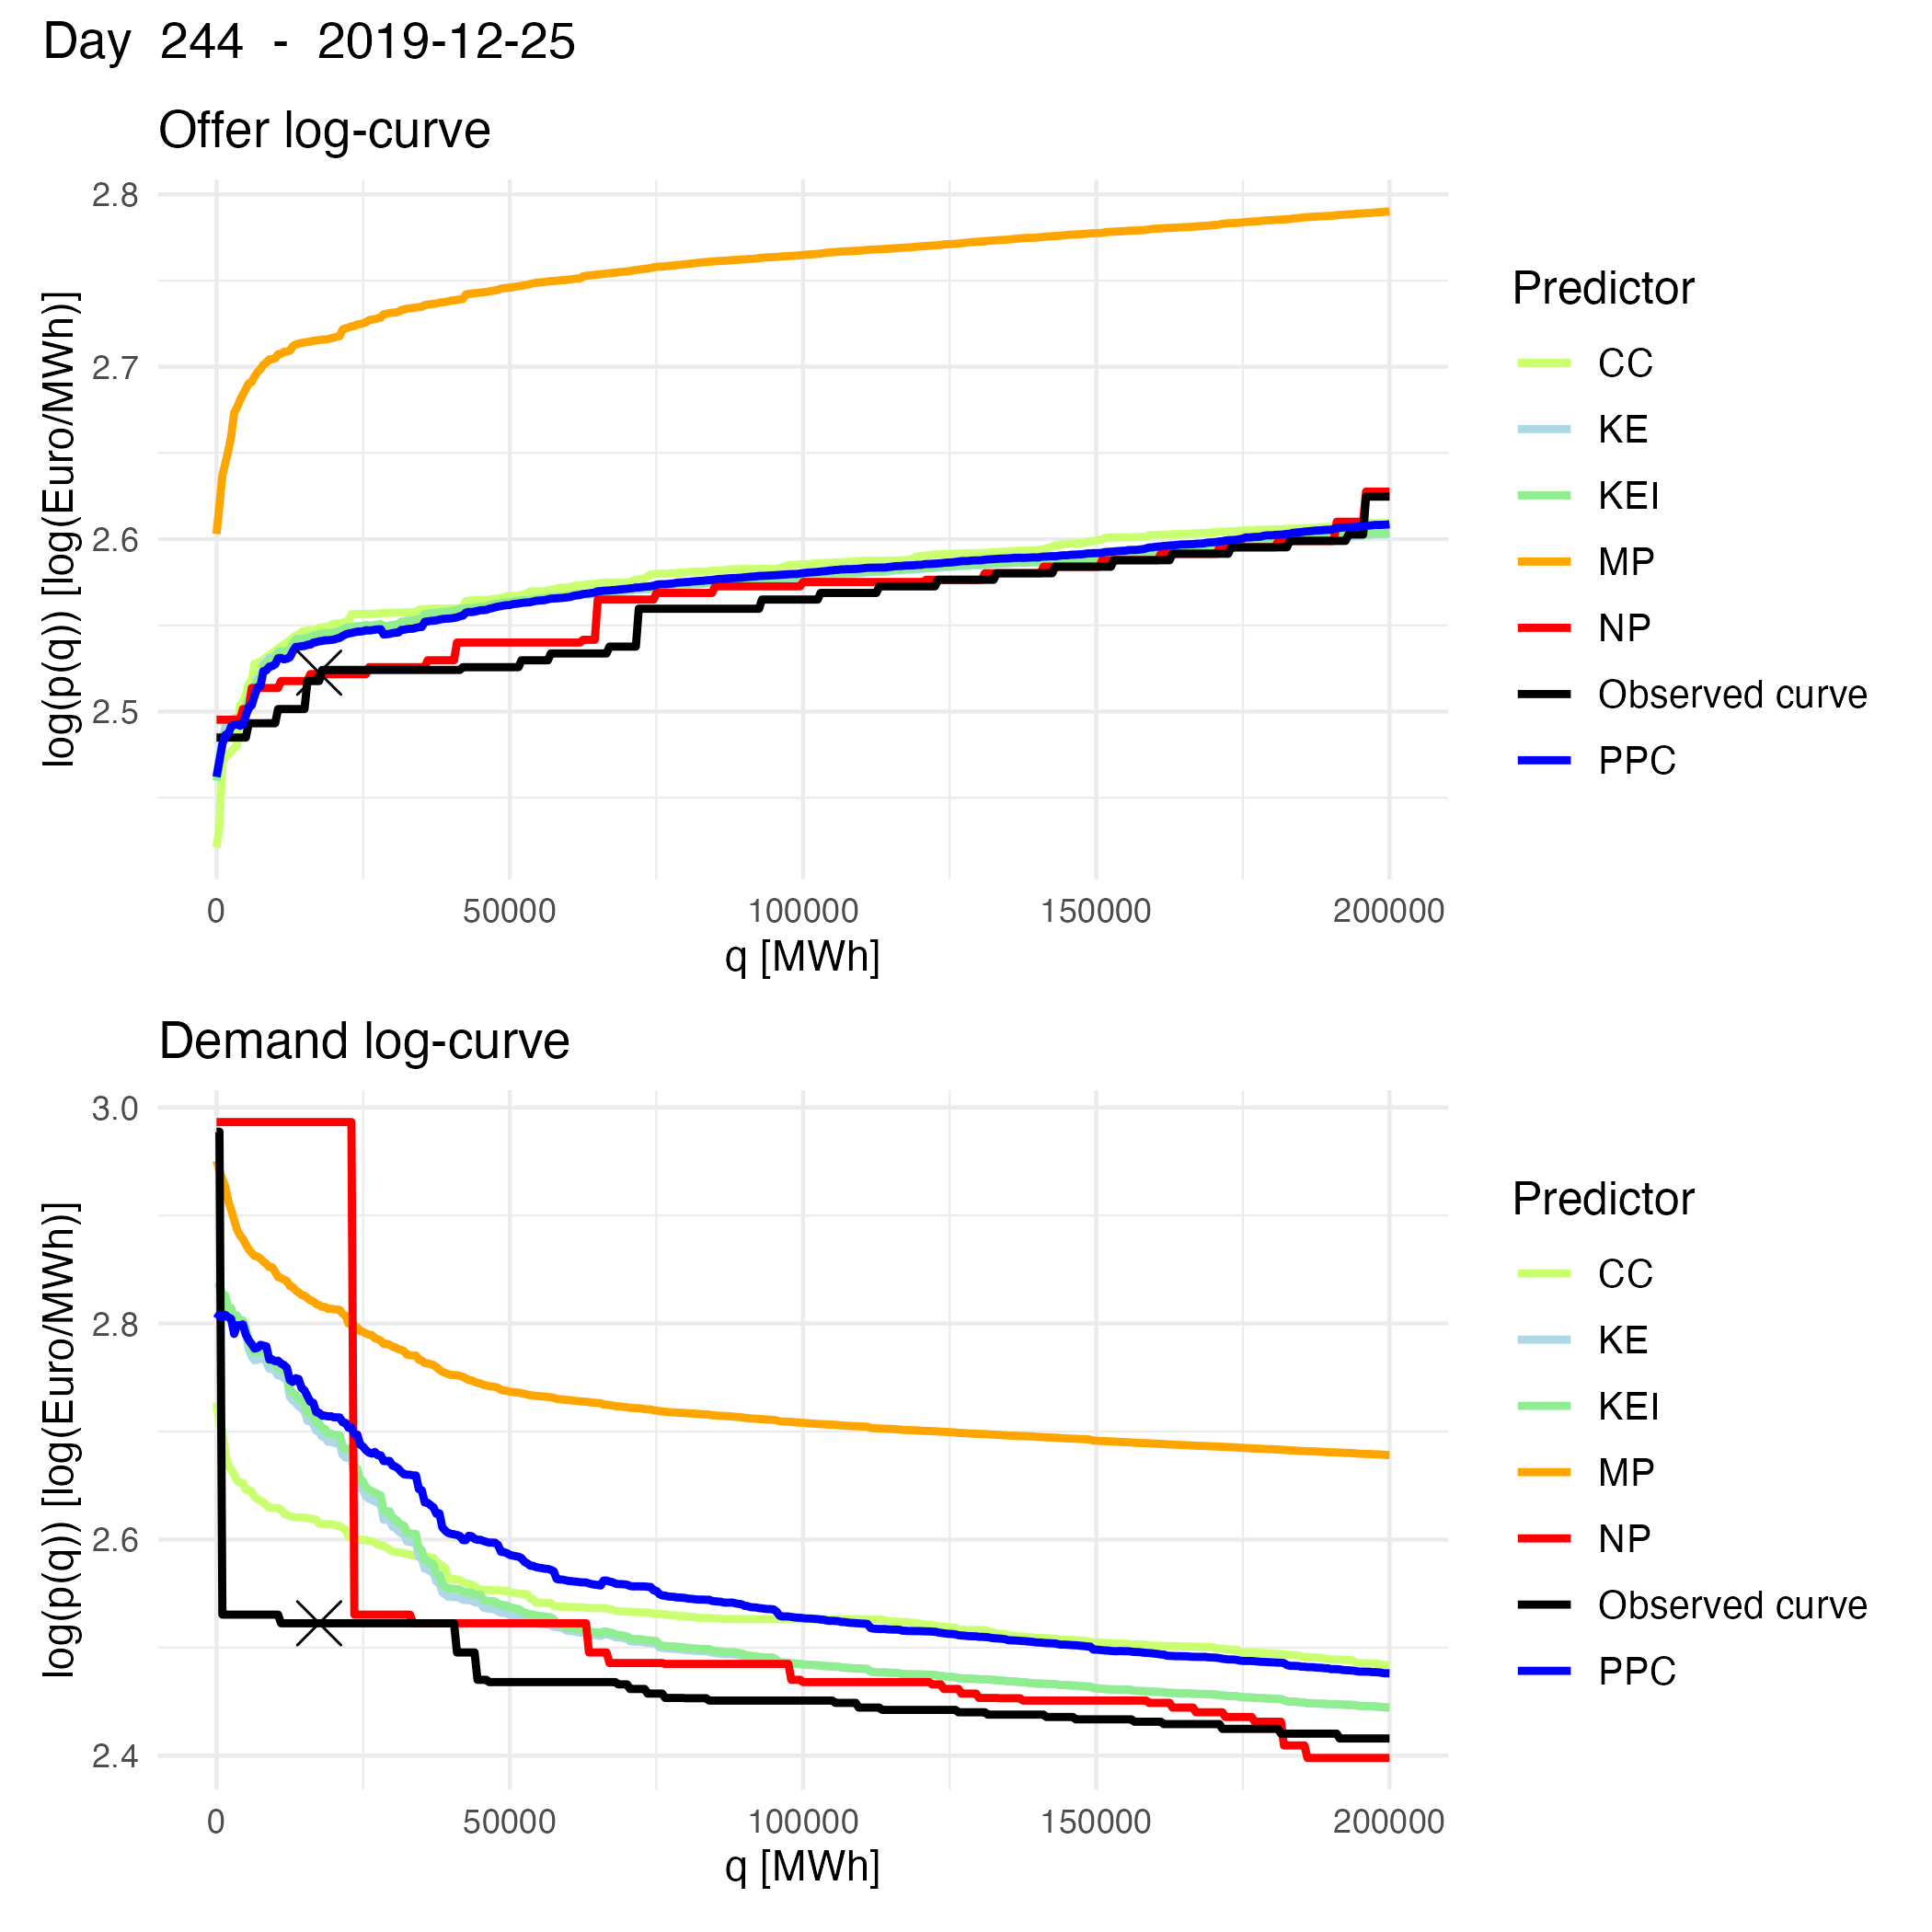 Day 244 - 2019-12-25
Offer log-curve
log(p(q)) [log(Euro/MWh)]
2.8
2.7
2.6
2.5
0
50000
100000
150000
200000
q [MWh]
Predictor
CC
KE
KEI
MP
NP
Observed curve
PPC
Demand log-curve
log(p(q)) [log(Euro/MWh)]
3.0
2.8
2.6
2.4
0
50000
100000
150000
200000
q [MWh]
Predictor
CC
KE
KEI
MP
NP
Observed curve
PPC